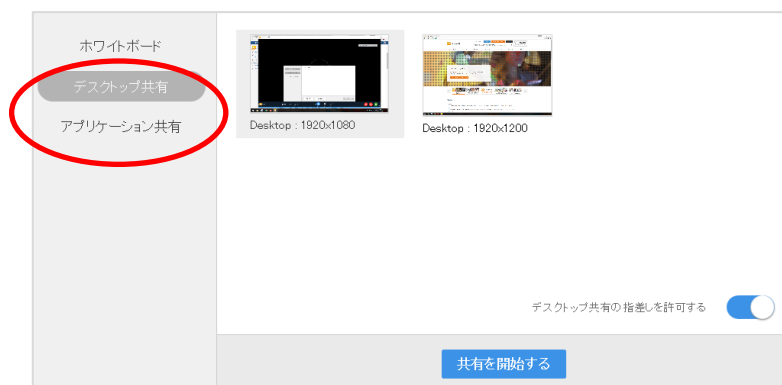 ホワイトボード
デスクトップ共有
アプリケーション共有
Desktop : 1920x1080
Desktop : 1920x1200
デスクトップ共有の指差しを許可する
共有を開始する